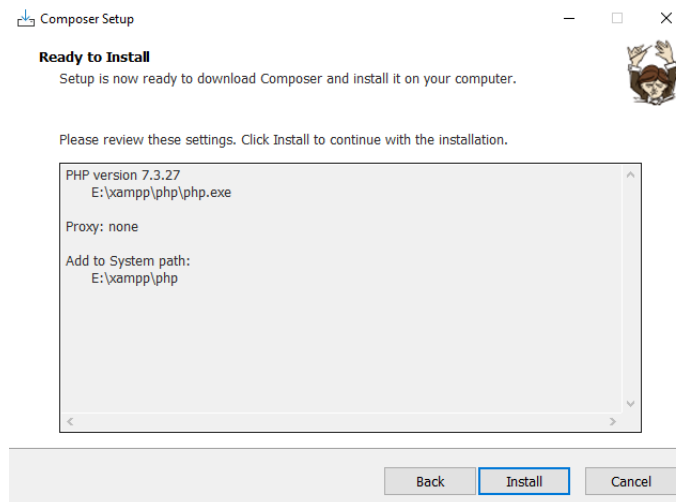 Composer Setup
Ready to Install
Setup is now ready to download Composer and install it on your computer.
Please review these settings. Click Install to continue with the installation.
PHP version 7.3.27
E:\xampp\php\php.exe
Proxy: none
Add to System path:
E:\xampp\php
Back Install Cancel